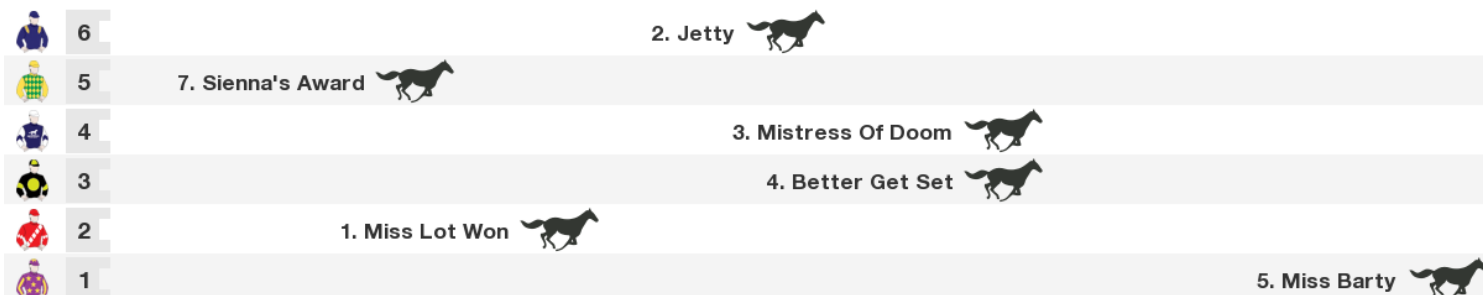 6 2. Jetty
5 7. Sienna's Award
4 3. Mistress Of Doom
3 4. Better Get Set
2 1. Miss Lot Won
1 5. Miss Barty